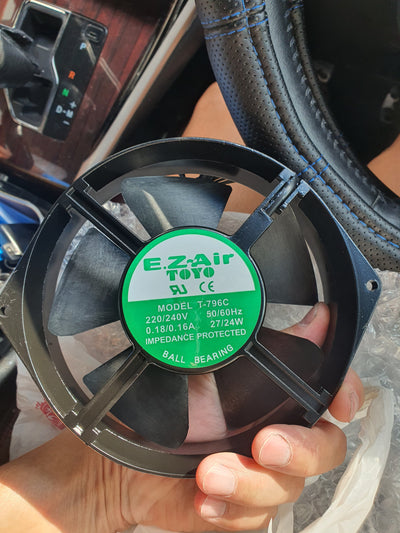 P
R
N
+
D-M
-
E.Z-Air
TOYO
MODEL T-796C
220/240V 50/60Hz
0.18/0.16A 27/24W
IMPEDANCE PROTECTED
BALL BEARING